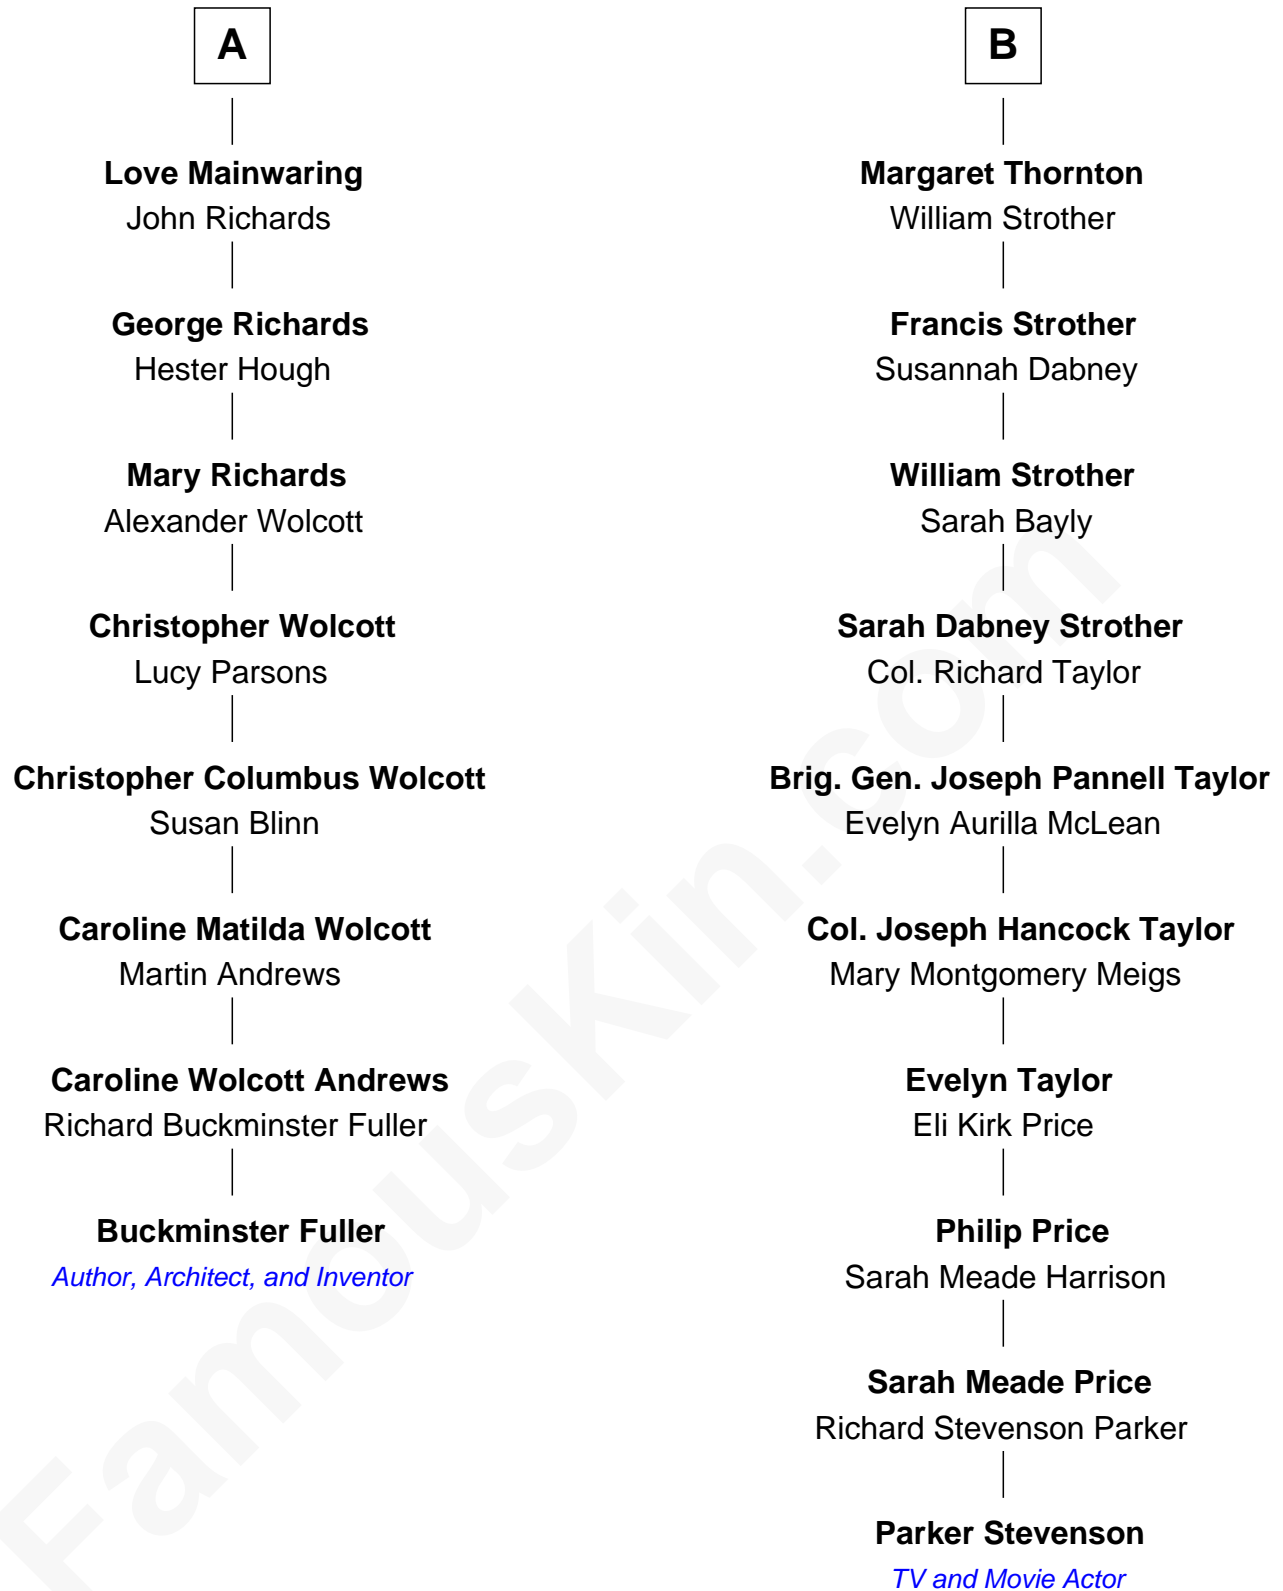 A
Love Mainwaring
John Richards
George Richards
Hester Hough
Mary Richards
Alexander Wolcott
Christopher Wolcott
Lucy Parsons
Christopher Columbus Wolcott
Susan Blinn
Caroline Matilda Wolcott
Martin Andrews
Caroline Wolcott Andrews
Richard Buckminster Fuller
Buckminster Fuller
Author, Architect, and Inventor
B
Margaret Thornton
William Strother
Francis Strother
Susannah Dabney
William Strother
Sarah Bayly
Sarah Dabney Strother
Col. Richard Taylor
Brig. Gen. Joseph Pannell Taylor
Evelyn Aurilla McLean
Col. Joseph Hancock Taylor
Mary Montgomery Meigs
Evelyn Taylor
Eli Kirk Price
Philip Price
Sarah Meade Harrison
Sarah Meade Price
Richard Stevenson Parker
Parker Stevenson
TV and Movie Actor
FamousKin.com